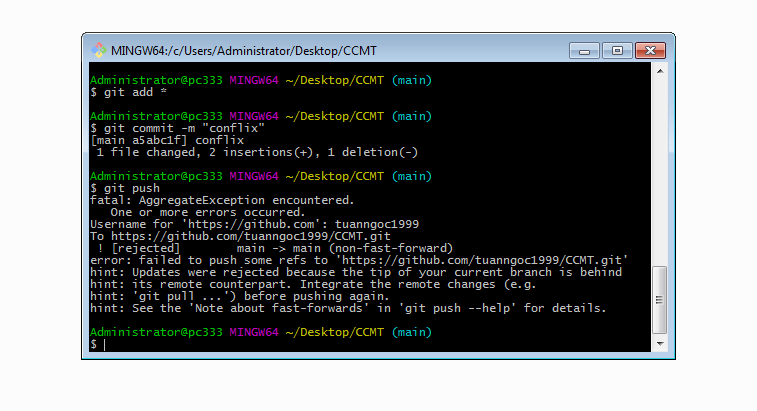 MINGW64:/c/Users/Administrator/Desktop/CCMT
Administrator@pc333 MINGW64 ~/Desktop/CCMT (main)
$ git add *
Administrator@pc333 MINGW64 ~/Desktop/CCMT (main)
$ git commit -m "conflix"
[main a5abc1f] conflix
 1 file changed, 2 insertions(+), 1 deletion(-)
Administrator@pc333 MINGW64 ~/Desktop/CCMT (main)
$ git push
fatal: AggregateException encountered.
   One or more errors occurred.
Username for 'https://github.com': tuanngoc1999
To https://github.com/tuanngoc1999/CCMT.git
 ! [rejected]        main -> main (non-fast-forward)
error: failed to push some refs to 'https://github.com/tuanngoc1999/CCMT.git'
hint: Updates were rejected because the tip of your current branch is behind
hint: its remote counterpart. Integrate the remote changes (e.g.
hint: 'git pull ...') before pushing again.
hint: See the 'Note about fast-forwards' in 'git push --help' for details.
Administrator@pc333 MINGW64 ~/Desktop/CCMT (main)
$